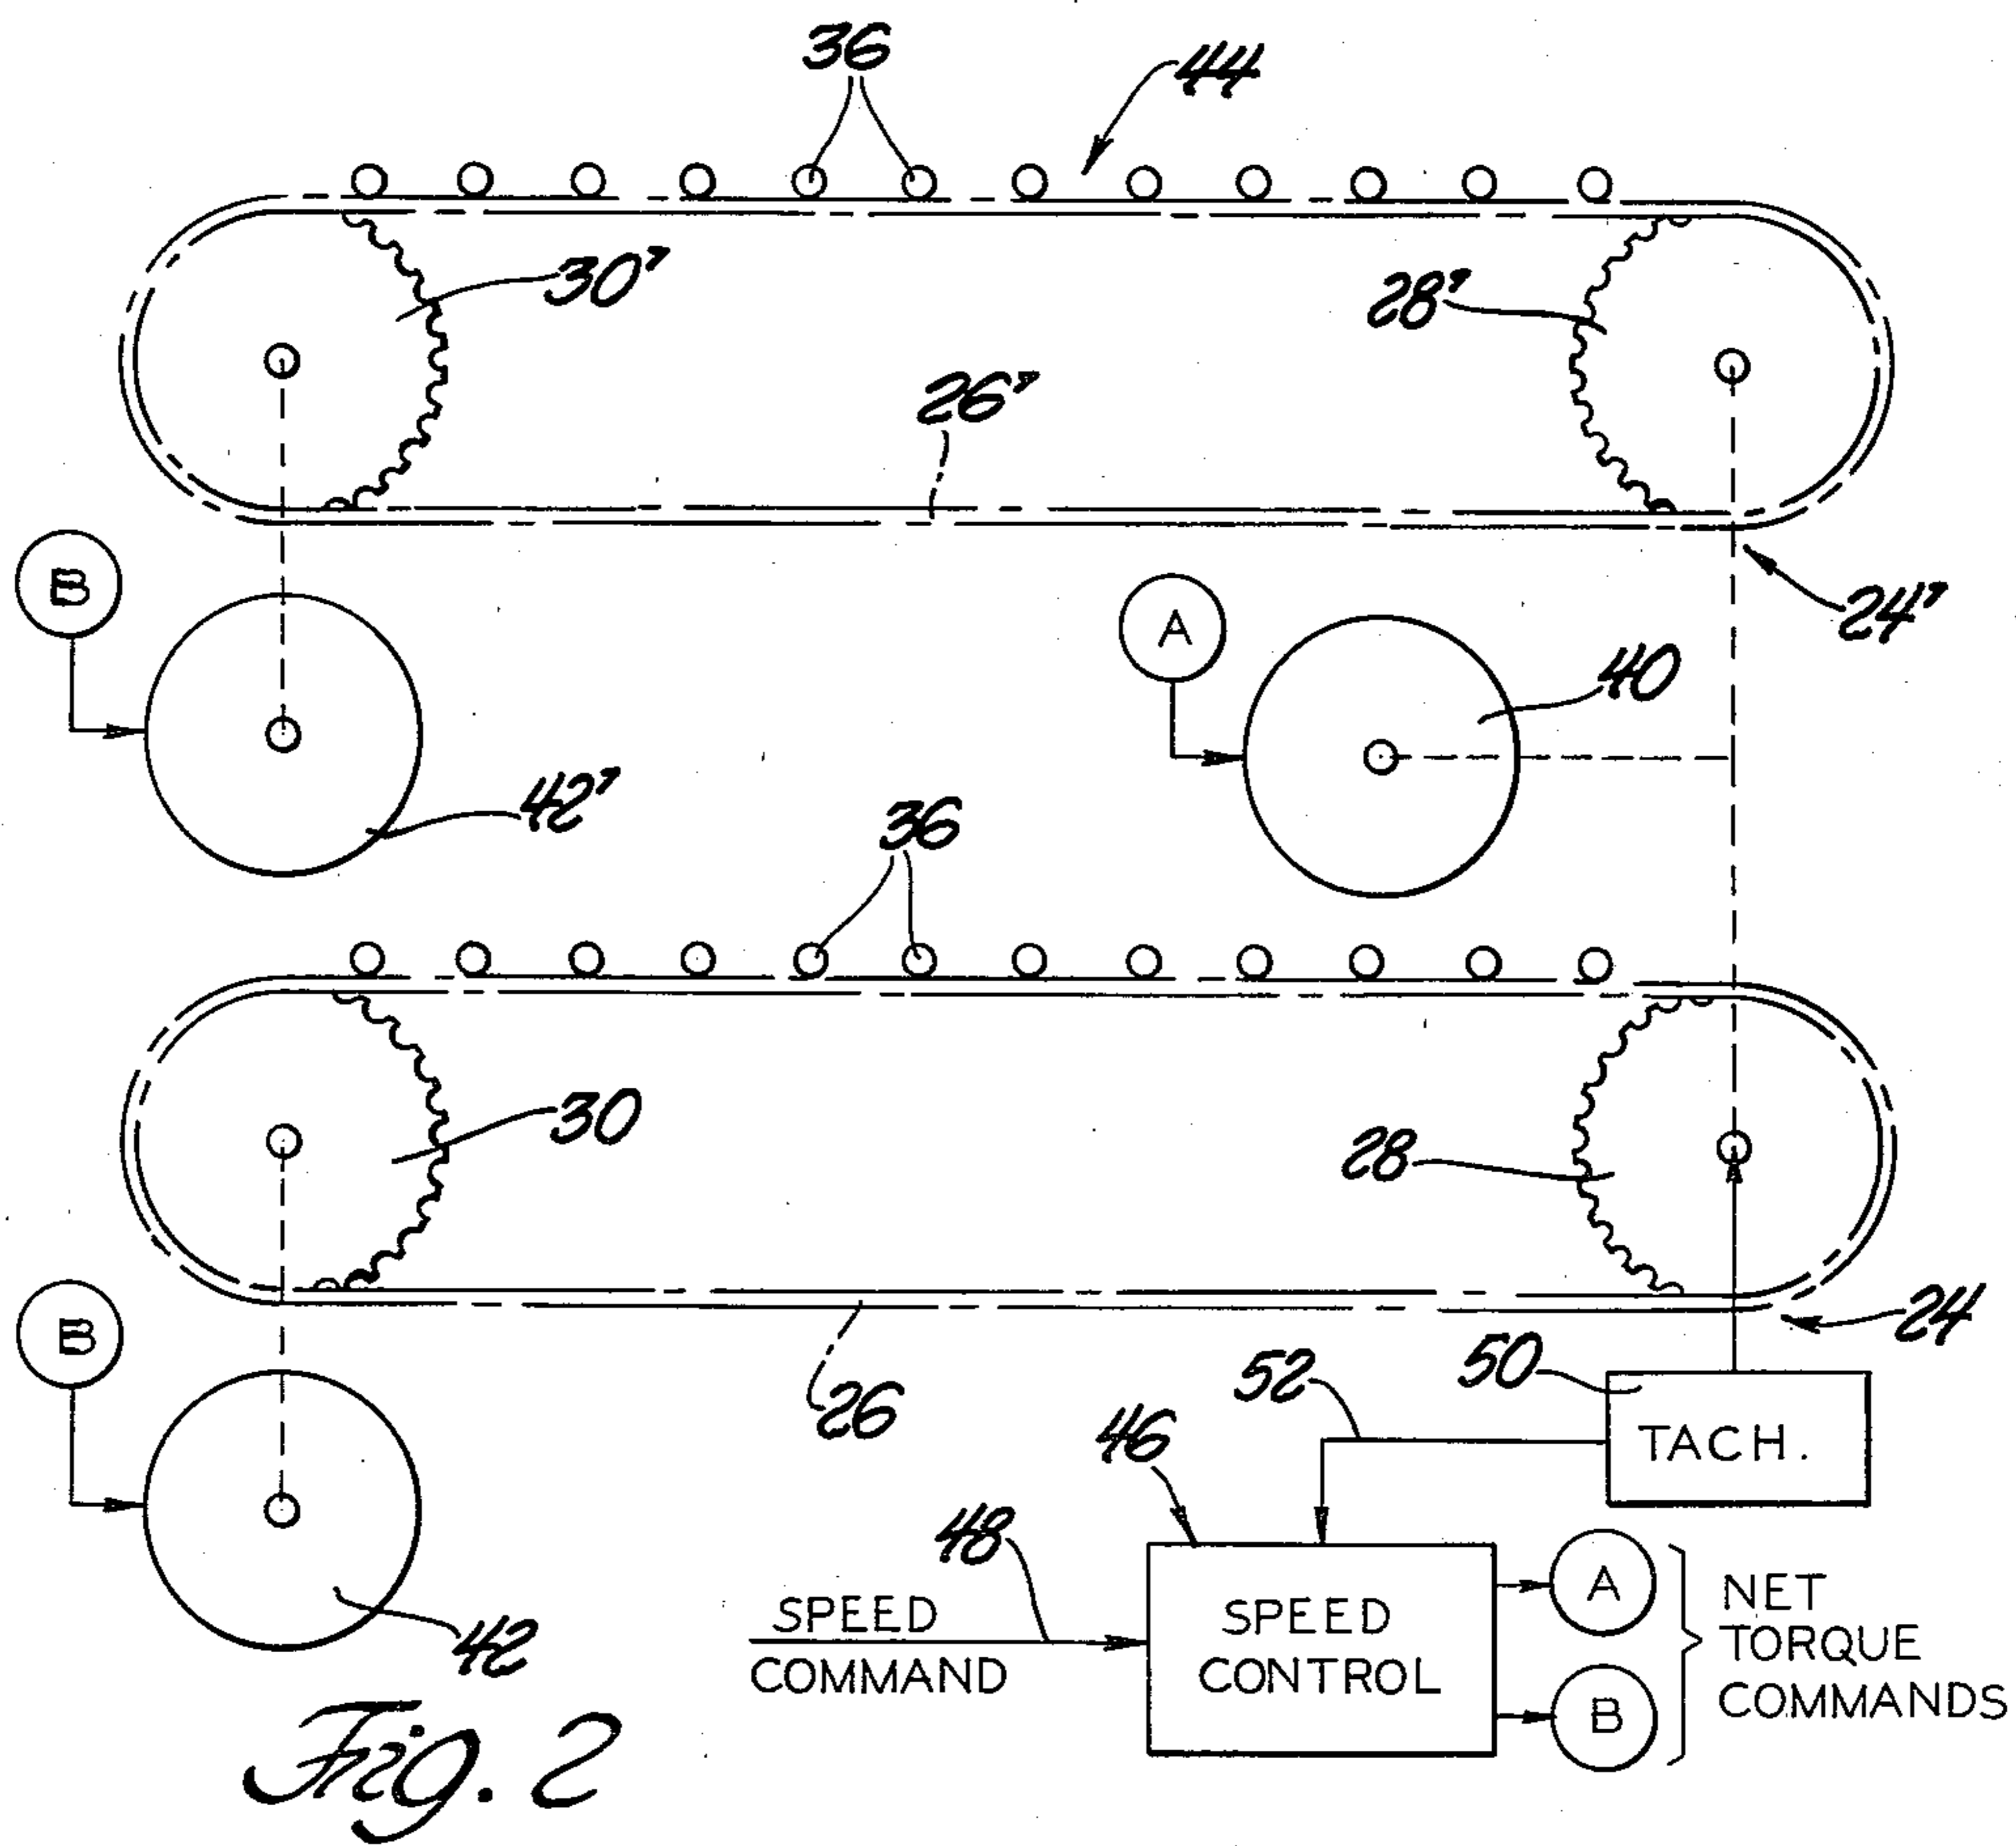 36
44
30'
28'
26'
B
A
24'
40
42'
36
30
28
B
24
26
52
50
46
TACH.
48
SPEED
COMMAND
SPEED
CONTROL
A
B
NET
TORQUE
COMMANDS
42
Fig. 2